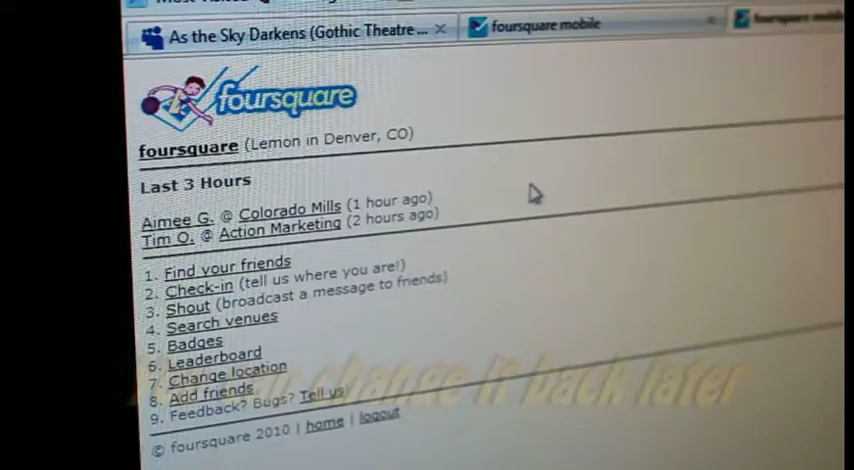 As the Sky Darkens (Gothic Theatre ...
foursquare mobile
foursquare
foursquare
foursquare (Lemon in Denver, CO)
Last 3 Hours
Aimee G. @ Colorado Mills (1 hour ago)
Tim O. @ Action Marketing (2 hours ago)
1. Find your friends
2. Check-in (tell us where you are!)
3. Shout (broadcast a message to friends)
4. Search venues
5. Badges
6. Leaderboard
7. Change location
8. Add friends
9. Feedback? Bugs? Tell us!
change it back later
© foursquare 2010 | home | logout